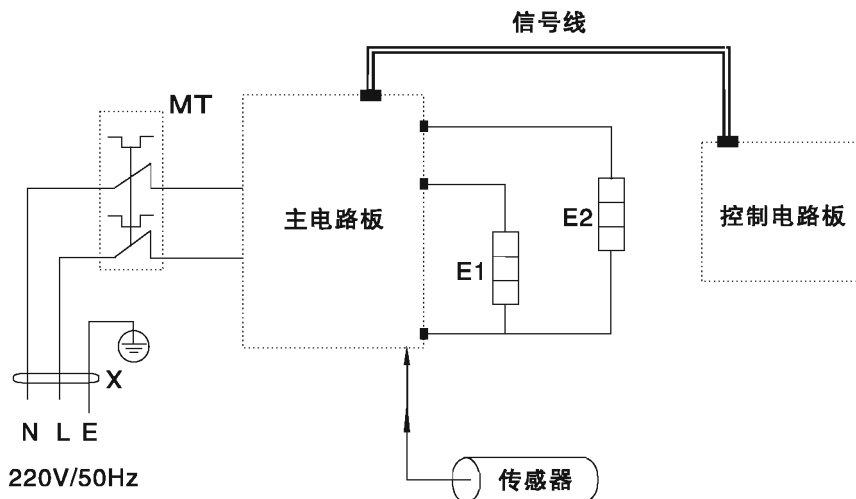 信号线
MT
主电路板
E2
控制电路板
E1
X
N L E
220V/50Hz
传感器